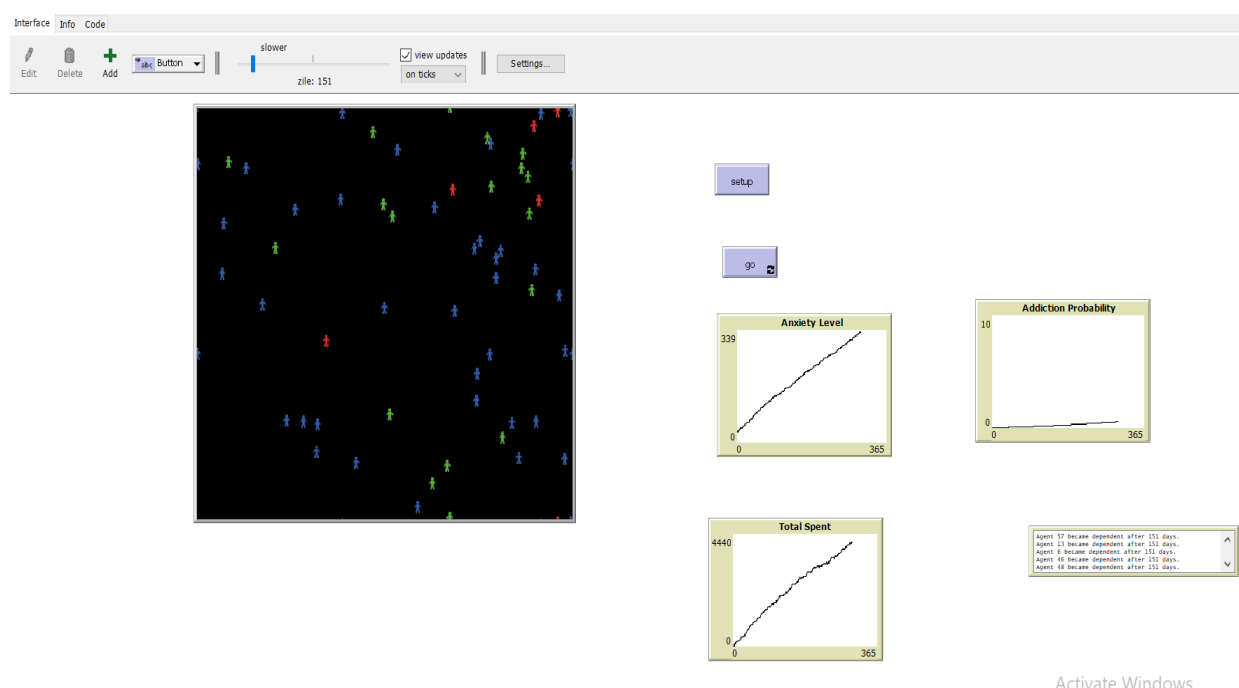 Interface Info Code
slower
Edit Delete Add abc Button view updates on ticks Settings...
zile: 151
setup
go
Anxiety Level
339
0
0 365
Addiction Probability
10
0
0 365
Total Spent
4440
0
0 365
Agent 57 became dependent after 151 days.
Agent 13 became dependent after 151 days.
Agent 6 became dependent after 151 days.
Agent 46 became dependent after 151 days.
Agent 48 became dependent after 151 days.
Activate Windows